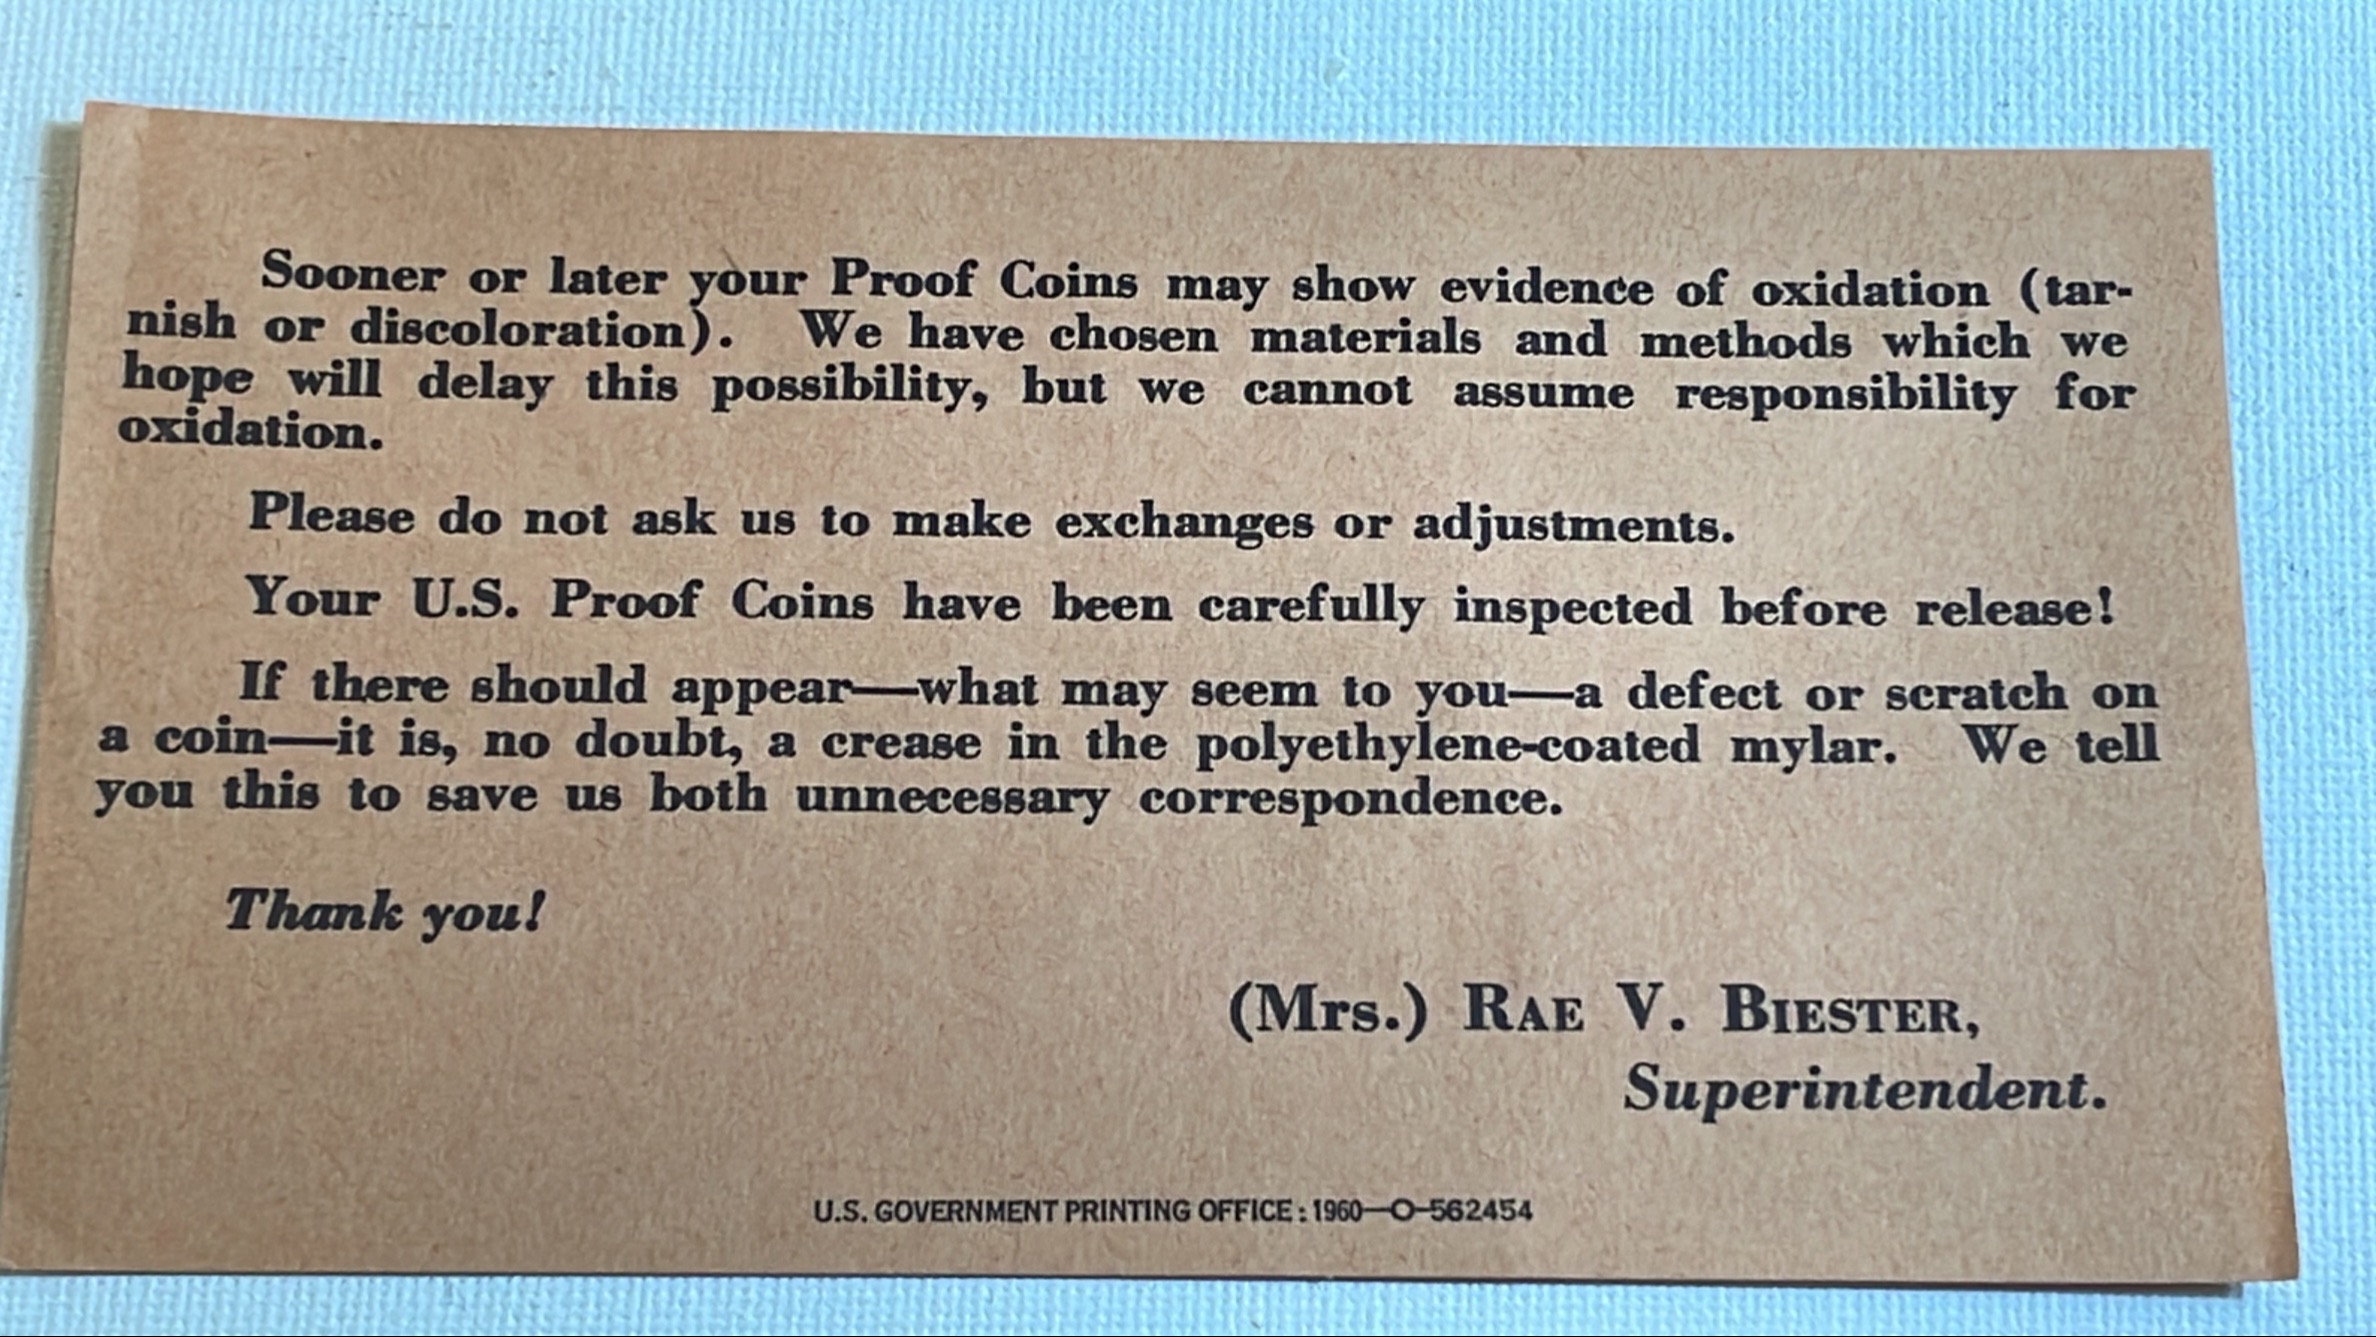 Sooner or later your Proof Coins may show evidence of oxidation (tar-
nish or discoloration). We have chosen materials and methods which we
hope will delay this possibility, but we cannot assume responsibility for
oxidation.
Please do not ask us to make exchanges or adjustments.
Your U.S. Proof Coins have been carefully inspected before release!
If there should appear—what may seem to you—a defect or scratch on
a coin—it is, no doubt, a crease in the polyethylene-coated mylar. We tell
you this to save us both unnecessary correspondence.
Thank you!
(Mrs.) RAE V. BIESTER,
Superintendent.
U.S. GOVERNMENT PRINTING OFFICE : 1960—O-562454